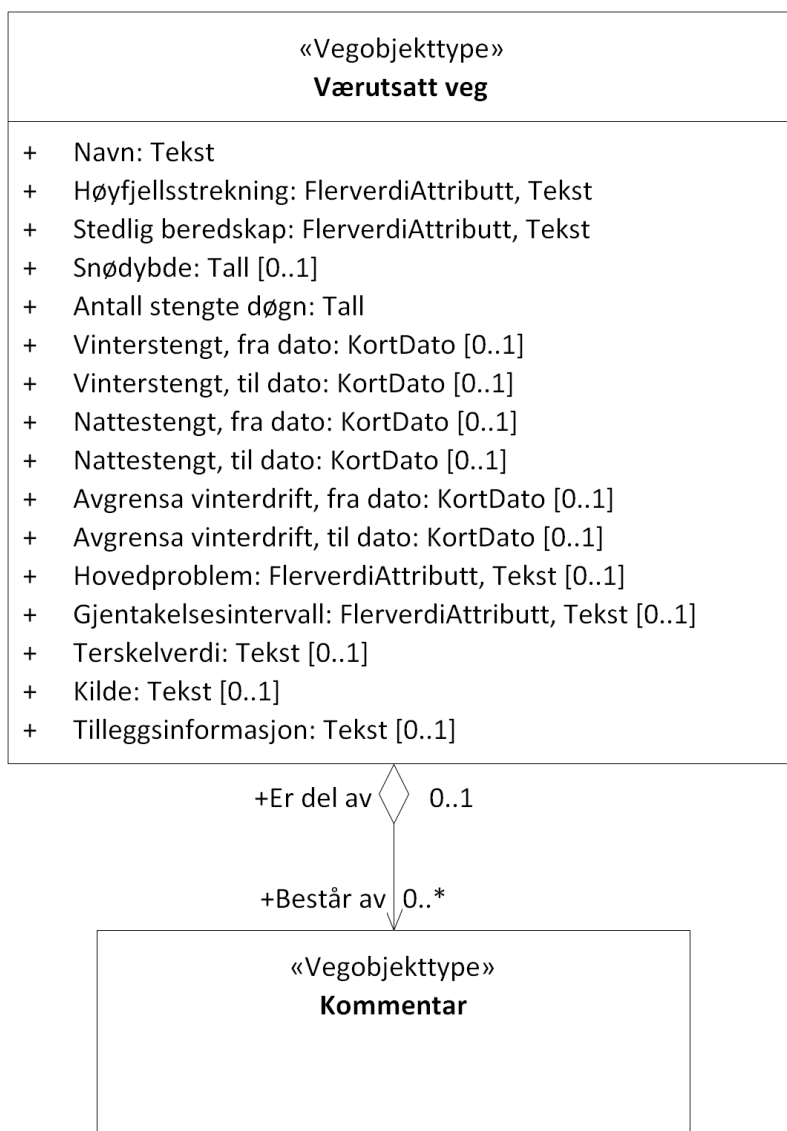 «Vegobjekttype»
Værutsatt veg
+ Navn: Tekst
+ Høyfjellsstrekning: FlerverdiAttributt, Tekst
+ Stedlig beredskap: FlerverdiAttributt, Tekst
+ Snødybde: Tall [0..1]
+ Antall stengte døgn: Tall
+ Vinterstengt, fra dato: KortDato [0..1]
+ Vinterstengt, til dato: KortDato [0..1]
+ Nattestengt, fra dato: KortDato [0..1]
+ Nattestengt, til dato: KortDato [0..1]
+ Avgrensa vinterdrift, fra dato: KortDato [0..1]
+ Avgrensa vinterdrift, til dato: KortDato [0..1]
+ Hovedproblem: FlerverdiAttributt, Tekst [0..1]
+ Gjentakelsesintervall: FlerverdiAttributt, Tekst [0..1]
+ Terskelverdi: Tekst [0..1]
+ Kilde: Tekst [0..1]
+ Tilleggsinformasjon: Tekst [0..1]
+Er del av 0..1
+Består av 0..*
«Vegobjekttype»
Kommentar